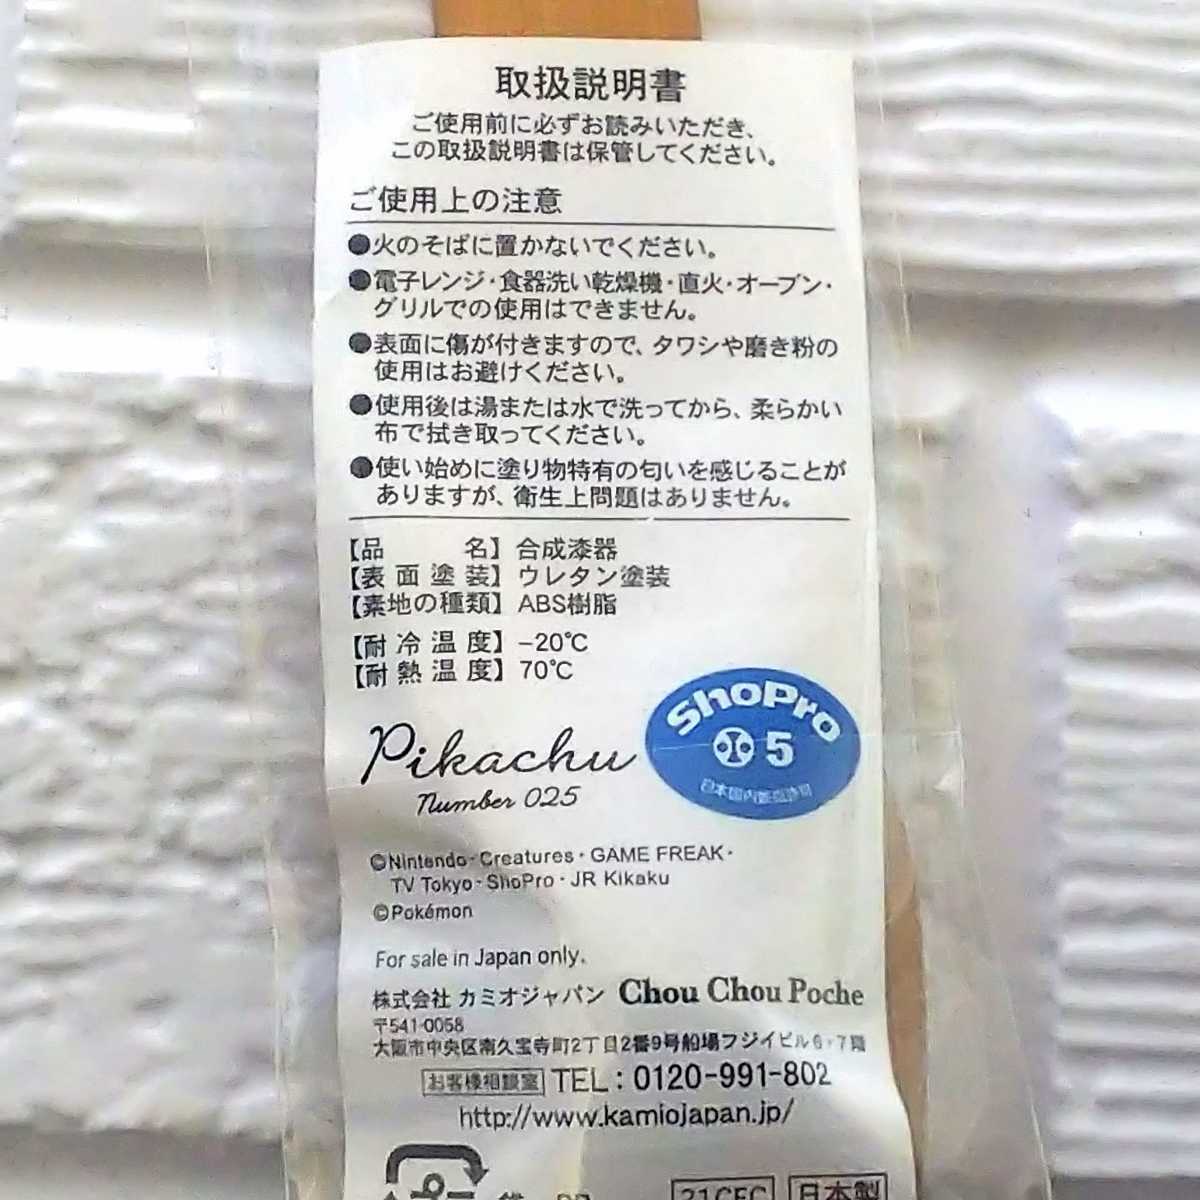 取扱説明書
ご使用前に必ずお読みいただき、
この取扱説明書は保管してください。
ご使用上の注意
●火のそばに置かないでください。
●電子レンジ・食器洗い乾燥機・直火・オーブン・
グリルでの使用はできません。
●表面に傷が付きますので、タワシや磨き粉の
使用はお避けください。
●使用後は湯または水で洗ってから、柔らかい
布で拭き取ってください。
●使い始めに塗り物特有の匂いを感じることが
ありますが、衛生上問題はありません。
【品名】合成漆器
【表面塗装】ウレタン塗装
【素地の種類】ABS樹脂
【耐冷温度】−20℃
【耐熱温度】70℃
Pikachu
number 025
ShoPro
小 5
日本国内販売専用
©Nintendo・Creatures・GAME FREAK・
TV Tokyo・ShoPro・JR Kikaku
©Pokémon
For sale in Japan only.
株式会社 カミオジャパン Chou Chou Poche
〒541-0058
大阪市中央区南久宝寺町2丁目2番9号船場フジイビル6・7階
お客様相談室 TEL：0120-991-802
http://www.kamiojapan.jp/
21CFC 日本製